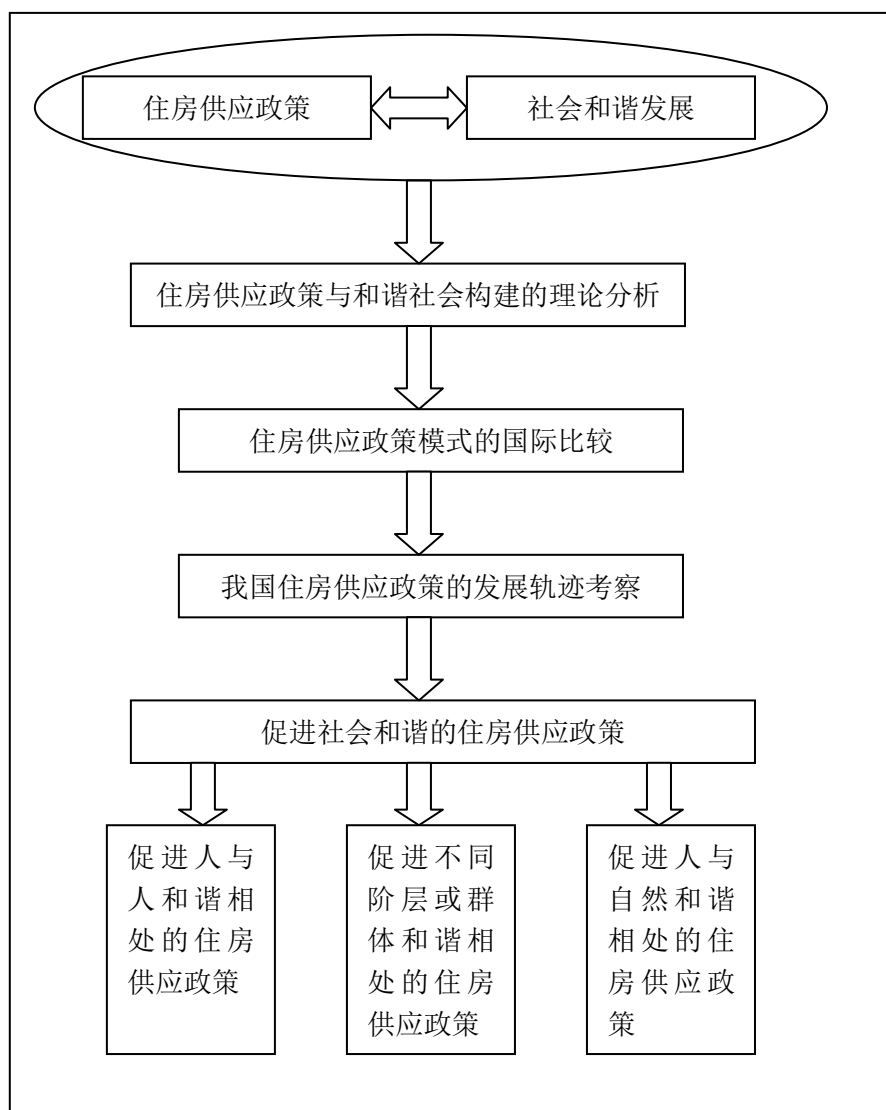 住房供应政策
社会和谐发展
住房供应政策与和谐社会构建的理论分析
住房供应政策模式的国际比较
我国住房供应政策的发展轨迹考察
促进社会和谐的住房供应政策
促进人与
人和谐相
处的住房
供应政策
促进不同
阶层或群
体和谐相
处的住房
供应政策
促进人与
自然和谐
相处的住
房供应政
策